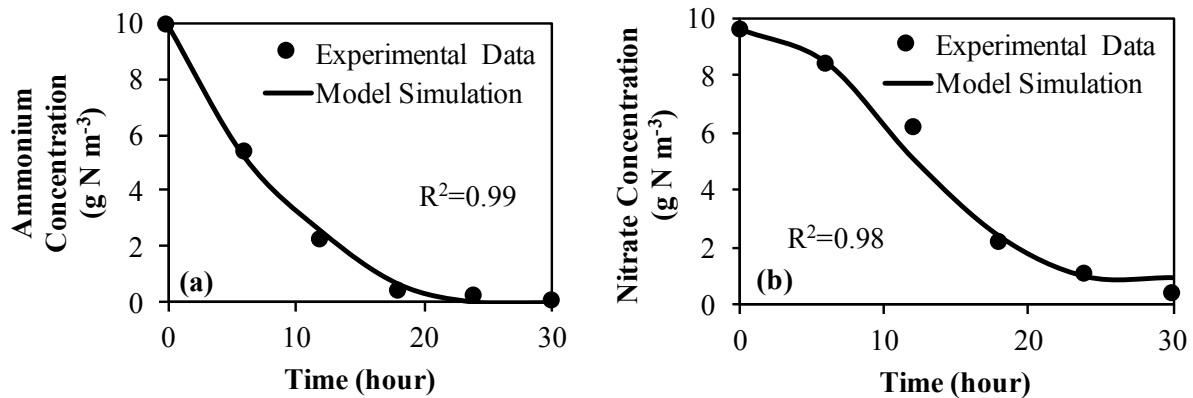 Ammonium
Concentration
(g N m⁻³)
10
8
6
4
2
0
Experimental Data
Model Simulation
R²=0.99
(a)
0
10
20
30
Time (hour)
Nitrate Concentration
(g N m⁻³)
10
8
6
4
2
0
Experimental Data
Model Simulation
R²=0.98
(b)
0
10
20
30
Time (hour)